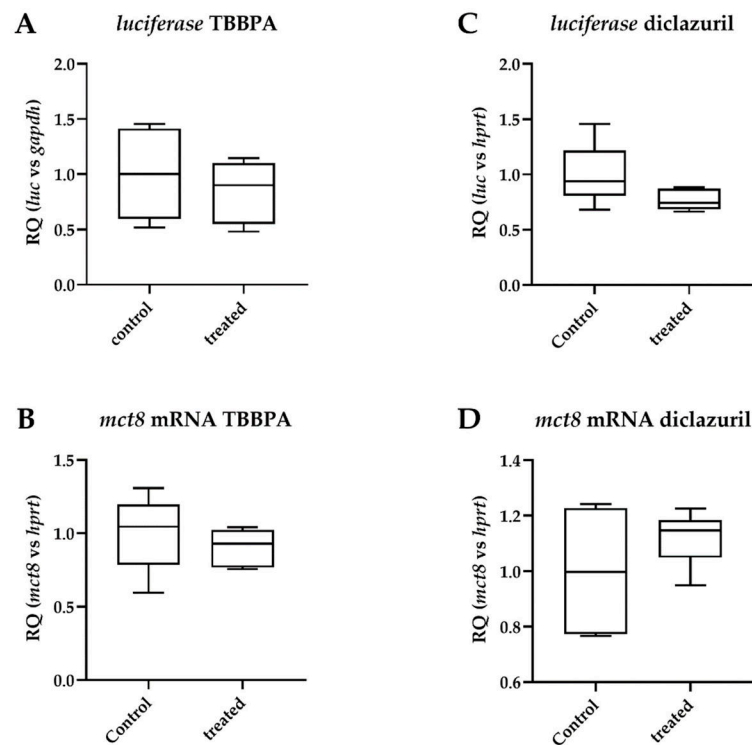 A
luciferase TBBPA
RQ (luc vs gapdh)
2.0
1.5
1.0
0.5
0.0
control
treated
C
luciferase diclazuril
RQ (luc vs hprt)
2.0
1.5
1.0
0.5
0.0
Control
treated
B
mct8 mRNA TBBPA
RQ (mct8 vs hprt)
1.5
1.0
0.5
0.0
Control
treated
D
mct8 mRNA diclazuril
RQ (mct8 vs hprt)
1.4
1.2
1.0
0.8
0.6
Control
treated